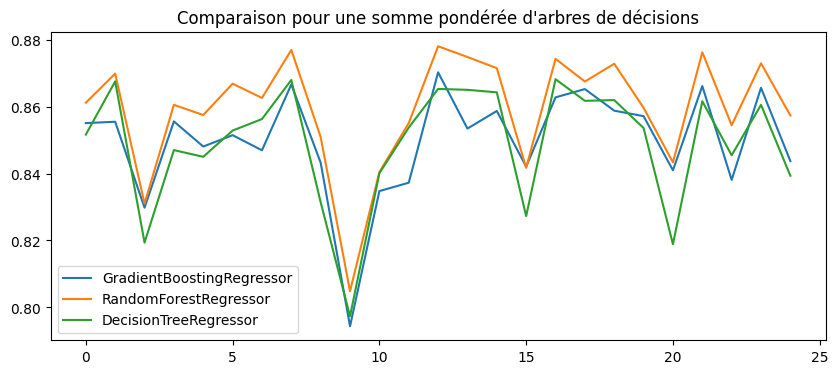 Comparaison pour une somme pondérée d'arbres de décisions
0.88
0.86
0.84
0.82
0.80
GradientBoostingRegressor
RandomForestRegressor
DecisionTreeRegressor
0 5 10 15 20 25